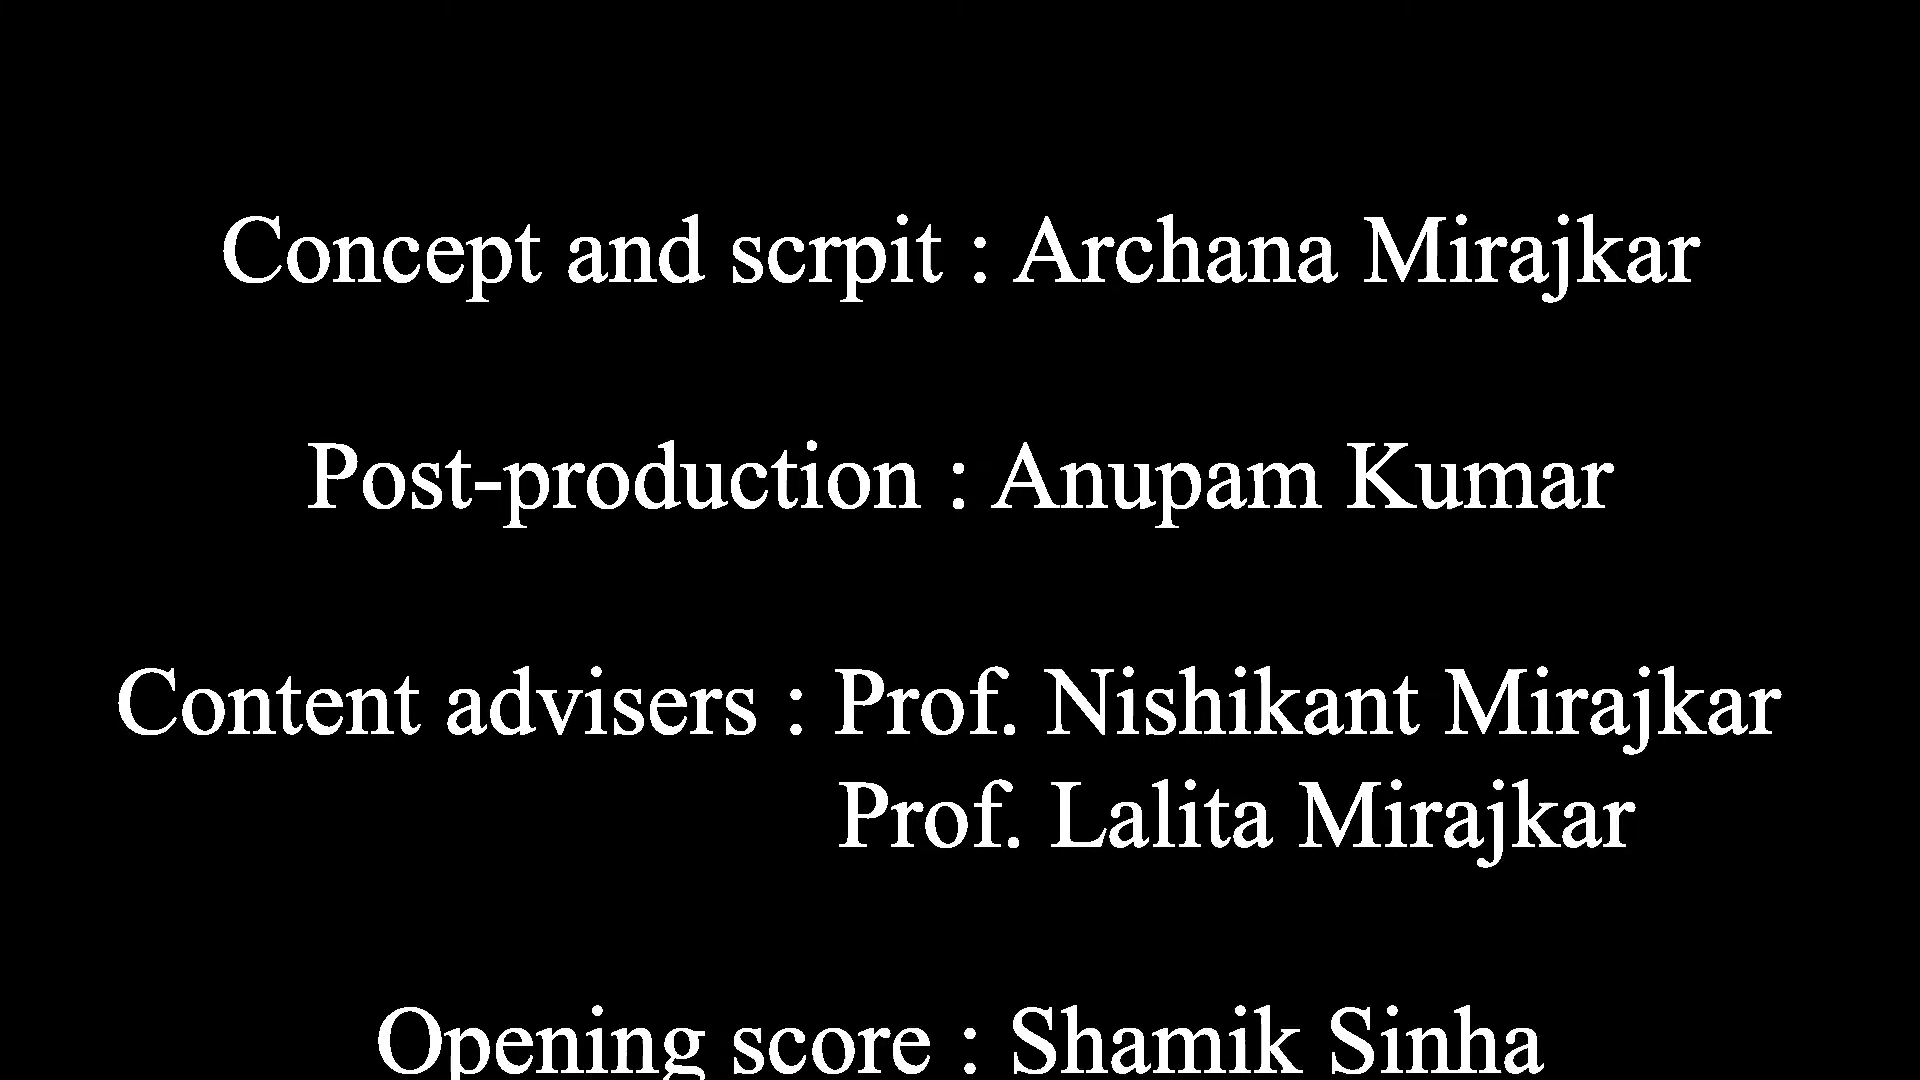 Concept and scrpit : Archana Mirajkar
Post-production : Anupam Kumar
Content advisers : Prof. Nishikant Mirajkar
Prof. Lalita Mirajkar
Opening score : Shamik Sinha